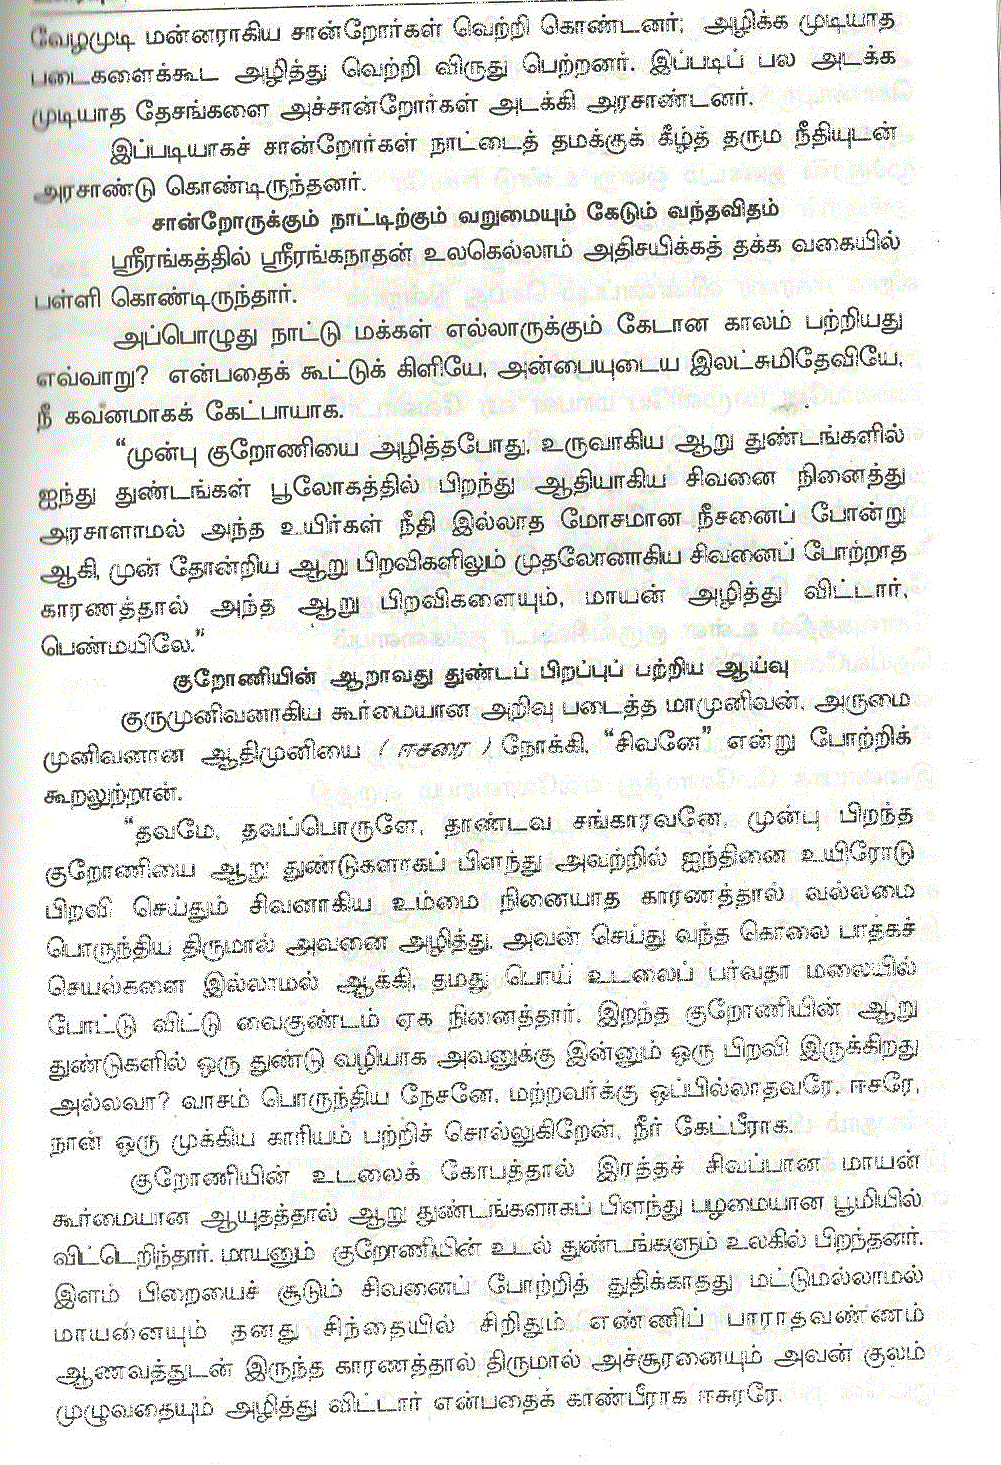 வேழமுடி மன்னராகிய சான்றோர்கள் வெற்றி கொண்டனர்; அழிக்க முடியாத
படைகளைக்கூட அழித்து வெற்றி விருது பெற்றனர். இப்படிப் பல அடக்க
முடியாத தேசங்களை அச்சான்றோர்கள் அடக்கி அரசாண்டனர்.
இப்படியாகச் சான்றோர்கள் நாட்டைத் தமக்குக் கீழ்த் தரும நீதியுடன்
அரசாண்டு கொண்டிருந்தனர்.
சான்றோருக்கும் நாட்டிற்கும் வறுமையும் கேடும் வந்தவிதம்
ஸ்ரீரங்கத்தில் ஸ்ரீரங்கநாதன் உலகெல்லாம் அதிசயிக்கத் தக்க வகையில்
பள்ளி கொண்டிருந்தார்.
அப்பொழுது நாட்டு மக்கள் எல்லாருக்கும் கேடான காலம் பற்றியது
எவ்வாறு? என்பதைக் கூட்டுக் கிளியே, அன்பையுடைய இலட்சுமிதேவியே,
நீ கவனமாகக் கேட்பாயாக.
“முன்பு குறோணியை அழித்தபோது, உருவாகிய ஆறு துண்டங்களில்
ஐந்து துண்டங்கள் பூலோகத்தில் பிறந்து ஆதியாகிய சிவனை நினைத்து
அரசாளாமல் அந்த உயிர்கள் நீதி இல்லாத மோசமான நீசனைப் போன்று
ஆகி, முன் தோன்றிய ஆறு பிறவிகளிலும் முதலோனாகிய சிவனைப் போற்றாத
காரணத்தால் அந்த ஆறு பிறவிகளையும், மாயன் அழித்து விட்டார்,
பெண்மயிலே.”
குறோணியின் ஆறாவது துண்டப் பிறப்புப் பற்றிய ஆய்வு
குருமுனிவனாகிய கூர்மையான அறிவு படைத்த மாமுனிவன், அருமை
முனிவனான ஆதிமுனியை (ஈசரை) நோக்கி, “சிவனே” என்று போற்றிக்
கூறலுற்றான்.
“தவமே, தவப்பொருளே, தாண்டவ சங்காரவனே, முன்பு பிறந்த
குறோணியை ஆறு துண்டுகளாகப் பிளந்து அவற்றில் ஐந்தினை உயிரோடு
பிறவி செய்தும் சிவனாகிய உம்மை நினையாத காரணத்தால் வல்லமை
பொருந்திய திருமால் அவனை அழித்து, அவன் செய்து வந்த கொலை பாதகச்
செயல்களை இல்லாமல் ஆக்கி, தமது பொய் உடலைப் பர்வதா மலையில்
போட்டு விட்டு வைகுண்டம் ஏக நினைத்தார். இறந்த குறோணியின் ஆறு
துண்டுகளில் ஒரு துண்டு வழியாக அவனுக்கு இன்னும் ஒரு பிறவி இருக்கிறது
அல்லவா? வாசம் பொருந்திய நேசனே, மற்றவர்க்கு ஒப்பில்லாதவரே, ஈசரே,
நான் ஒரு முக்கிய காரியம் பற்றிச் சொல்லுகிறேன், நீர் கேட்பீராக.
குறோணியின் உடலைக் கோபத்தால் இரத்தச் சிவப்பான மாயன்
கூர்மையான ஆயுதத்தால் ஆறு துண்டங்களாகப் பிளந்து பழமையான பூமியில்
விட்டெறிந்தார். மாயனும் குறோணியின் உடல் துண்டங்களும் உலகில் பிறந்தனர்.
இளம் பிறையைச் சூடும் சிவனைப் போற்றித் துதிக்காதது மட்டுமல்லாமல்
மாயனையும் தனது சிந்தையில் சிறிதும் எண்ணிப் பாராதவண்ணம்
ஆணவத்துடன் இருந்த காரணத்தால் திருமால் அச்சூரனையும் அவன் குலம்
முழுவதையும் அழித்து விட்டார் என்பதைக் காண்பீராக ஈசுரரே.